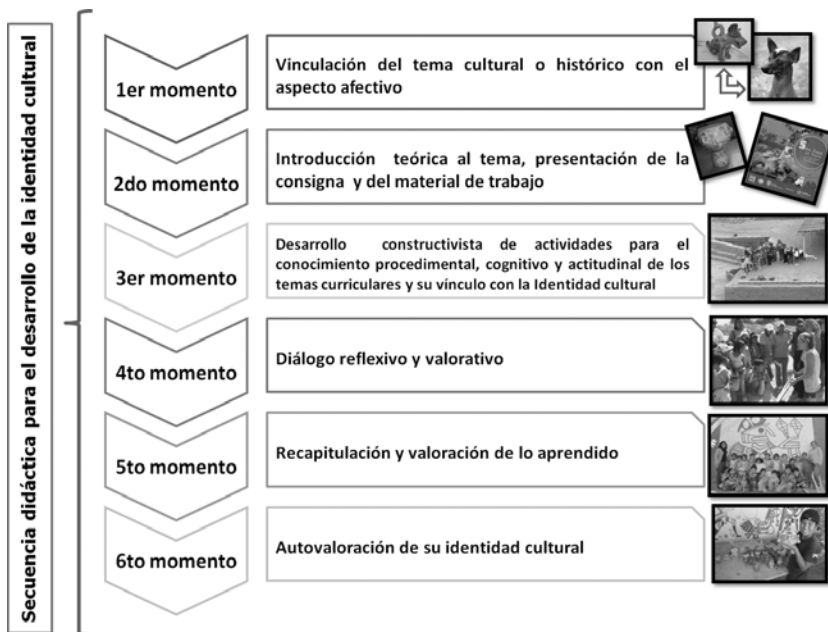 Secuencia didáctica para el desarrollo de la identidad cultural
1er momento
Vinculación del tema cultural o histórico con el
aspecto afectivo
2do momento
Introducción teórica al tema, presentación de la
consigna y del material de trabajo
3er momento
Desarrollo constructivista de actividades para el
conocimiento procedimental, cognitivo y actitudinal de los
temas curriculares y su vínculo con la Identidad cultural
4to momento
Diálogo reflexivo y valorativo
5to momento
Recapitulación y valoración de lo aprendido
6to momento
Autovaloración de su identidad cultural